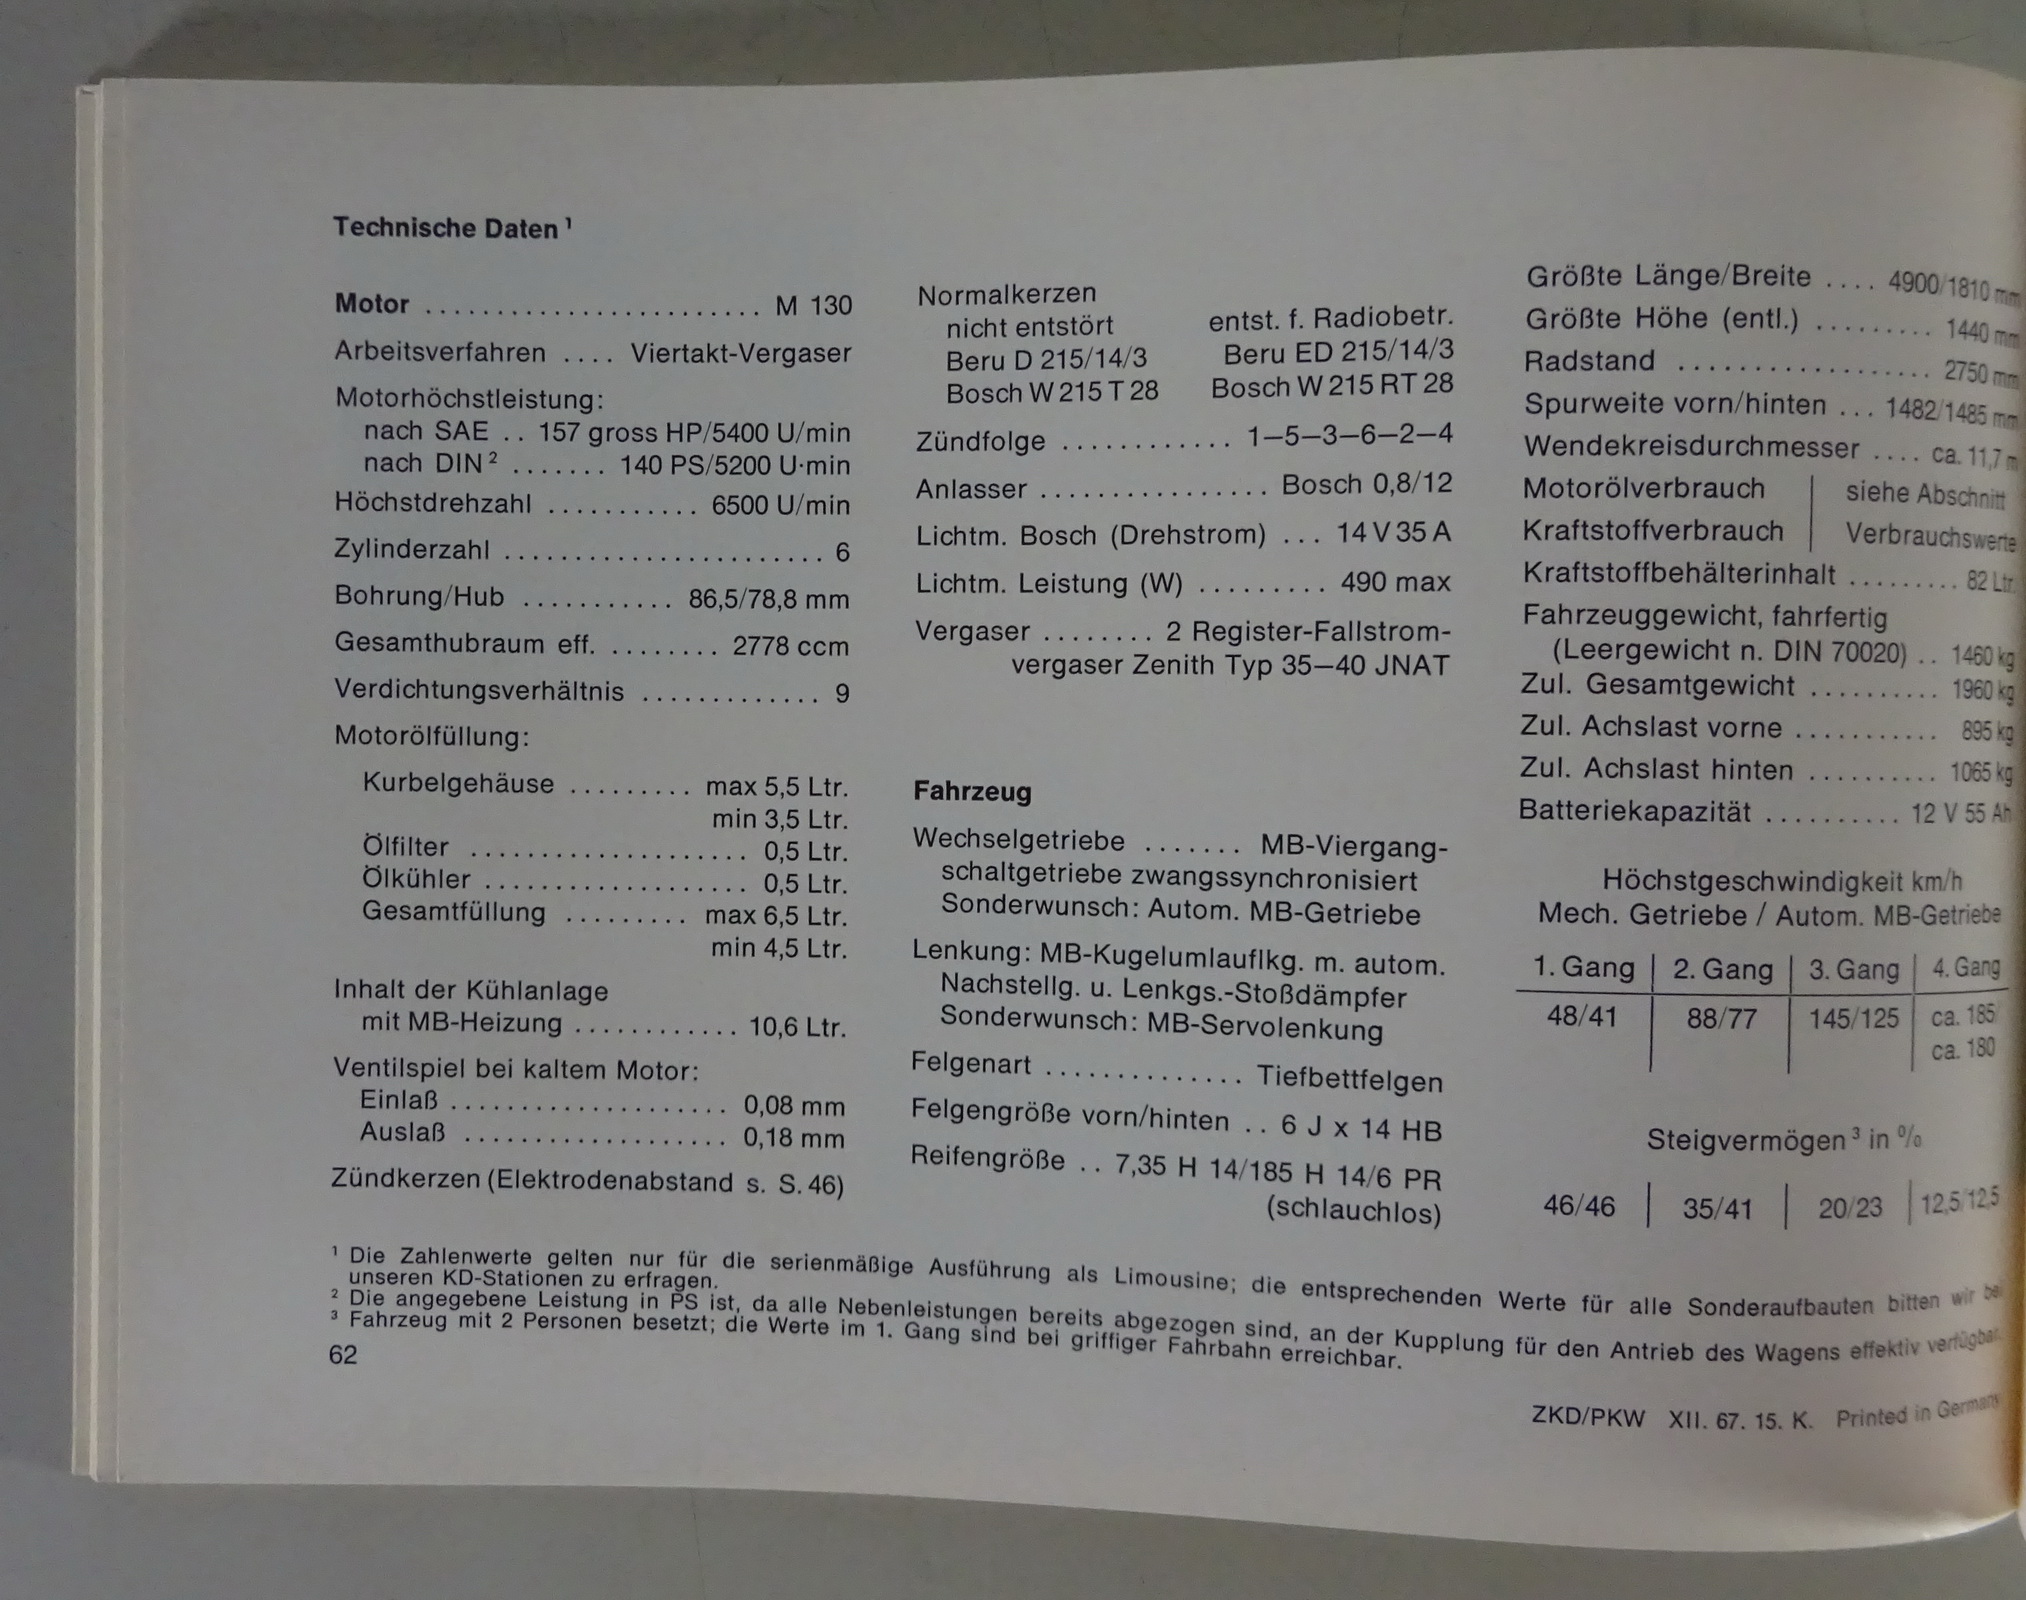 Technische Daten ¹
Motor ........................ M 130
Arbeitsverfahren .... Viertakt-Vergaser
Motorhöchstleistung:
nach SAE .. 157 gross HP/5400 U/min
nach DIN ² ....... 140 PS/5200 U·min
Höchstdrehzahl ........... 6500 U/min
Zylinderzahl ....................... 6
Bohrung/Hub ........... 86,5/78,8 mm
Gesamthubraum eff. ........ 2778 ccm
Verdichtungsverhältnis ............. 9
Motorölfüllung:
Kurbelgehäuse ......... max 5,5 Ltr.
min 3,5 Ltr.
Ölfilter .................... 0,5 Ltr.
Ölkühler ................... 0,5 Ltr.
Gesamtfüllung ......... max 6,5 Ltr.
min 4,5 Ltr.
Inhalt der Kühlanlage
mit MB-Heizung ............ 10,6 Ltr.
Ventilspiel bei kaltem Motor:
Einlaß .................... 0,08 mm
Auslaß ................... 0,18 mm
Zündkerzen (Elektrodenabstand s. S. 46)
Normalkerzen
nicht entstört entst. f. Radiobetr.
Beru D 215/14/3 Beru ED 215/14/3
Bosch W 215 T 28 Bosch W 215 RT 28
Zündfolge ............ 1–5–3–6–2–4
Anlasser ................ Bosch 0,8/12
Lichtm. Bosch (Drehstrom) ... 14 V 35 A
Lichtm. Leistung (W) ......... 490 max
Vergaser ........ 2 Register-Fallstrom-
vergaser Zenith Typ 35–40 JNAT
Fahrzeug
Wechselgetriebe ....... MB-Viergang-
schaltgetriebe zwangssynchronisiert
Sonderwunsch: Autom. MB-Getriebe
Lenkung: MB-Kugelumlauflkg. m. autom.
Nachstellg. u. Lenkgs.-Stoßdämpfer
Sonderwunsch: MB-Servolenkung
Felgenart .............. Tiefbettfelgen
Felgengröße vorn/hinten .. 6 J x 14 HB
Reifengröße .. 7,35 H 14/185 H 14/6 PR
(schlauchlos)
Größte Länge/Breite .... 4900/1810 mm
Größte Höhe (entl.) ......... 1440 mm
Radstand .................. 2750 mm
Spurweite vorn/hinten ... 1482/1485 mm
Wendekreisdurchmesser .... ca. 11,7 m
Motorölverbrauch | siehe Abschnitt
Kraftstoffverbrauch | Verbrauchswerte
Kraftstoffbehälterinhalt ......... 82 Ltr.
Fahrzeuggewicht, fahrfertig
(Leergewicht n. DIN 70020) .. 1460 kg
Zul. Gesamtgewicht .......... 1960 kg
Zul. Achslast vorne ........... 895 kg
Zul. Achslast hinten .......... 1065 kg
Batteriekapazität .......... 12 V 55 Ah
Höchstgeschwindigkeit km/h
Mech. Getriebe / Autom. MB-Getriebe
1. Gang | 2. Gang | 3. Gang | 4. Gang
48/41 | 88/77 | 145/125 | ca. 185/
ca. 180
Steigvermögen ³ in %
46/46 | 35/41 | 20/23 | 12,5/12,5
¹ Die Zahlenwerte gelten nur für die serienmäßige Ausführung als Limousine; die entsprechenden Werte für alle Sonderaufbauten bitten wir bei
unseren KD-Stationen zu erfragen.
² Die angegebene Leistung in PS ist, da alle Nebenleistungen bereits abgezogen sind, an der Kupplung für den Antrieb des Wagens effektiv verfügbar.
³ Fahrzeug mit 2 Personen besetzt; die Werte im 1. Gang sind bei griffiger Fahrbahn erreichbar.
62
ZKD/PKW XII. 67. 15. K. Printed in Germany